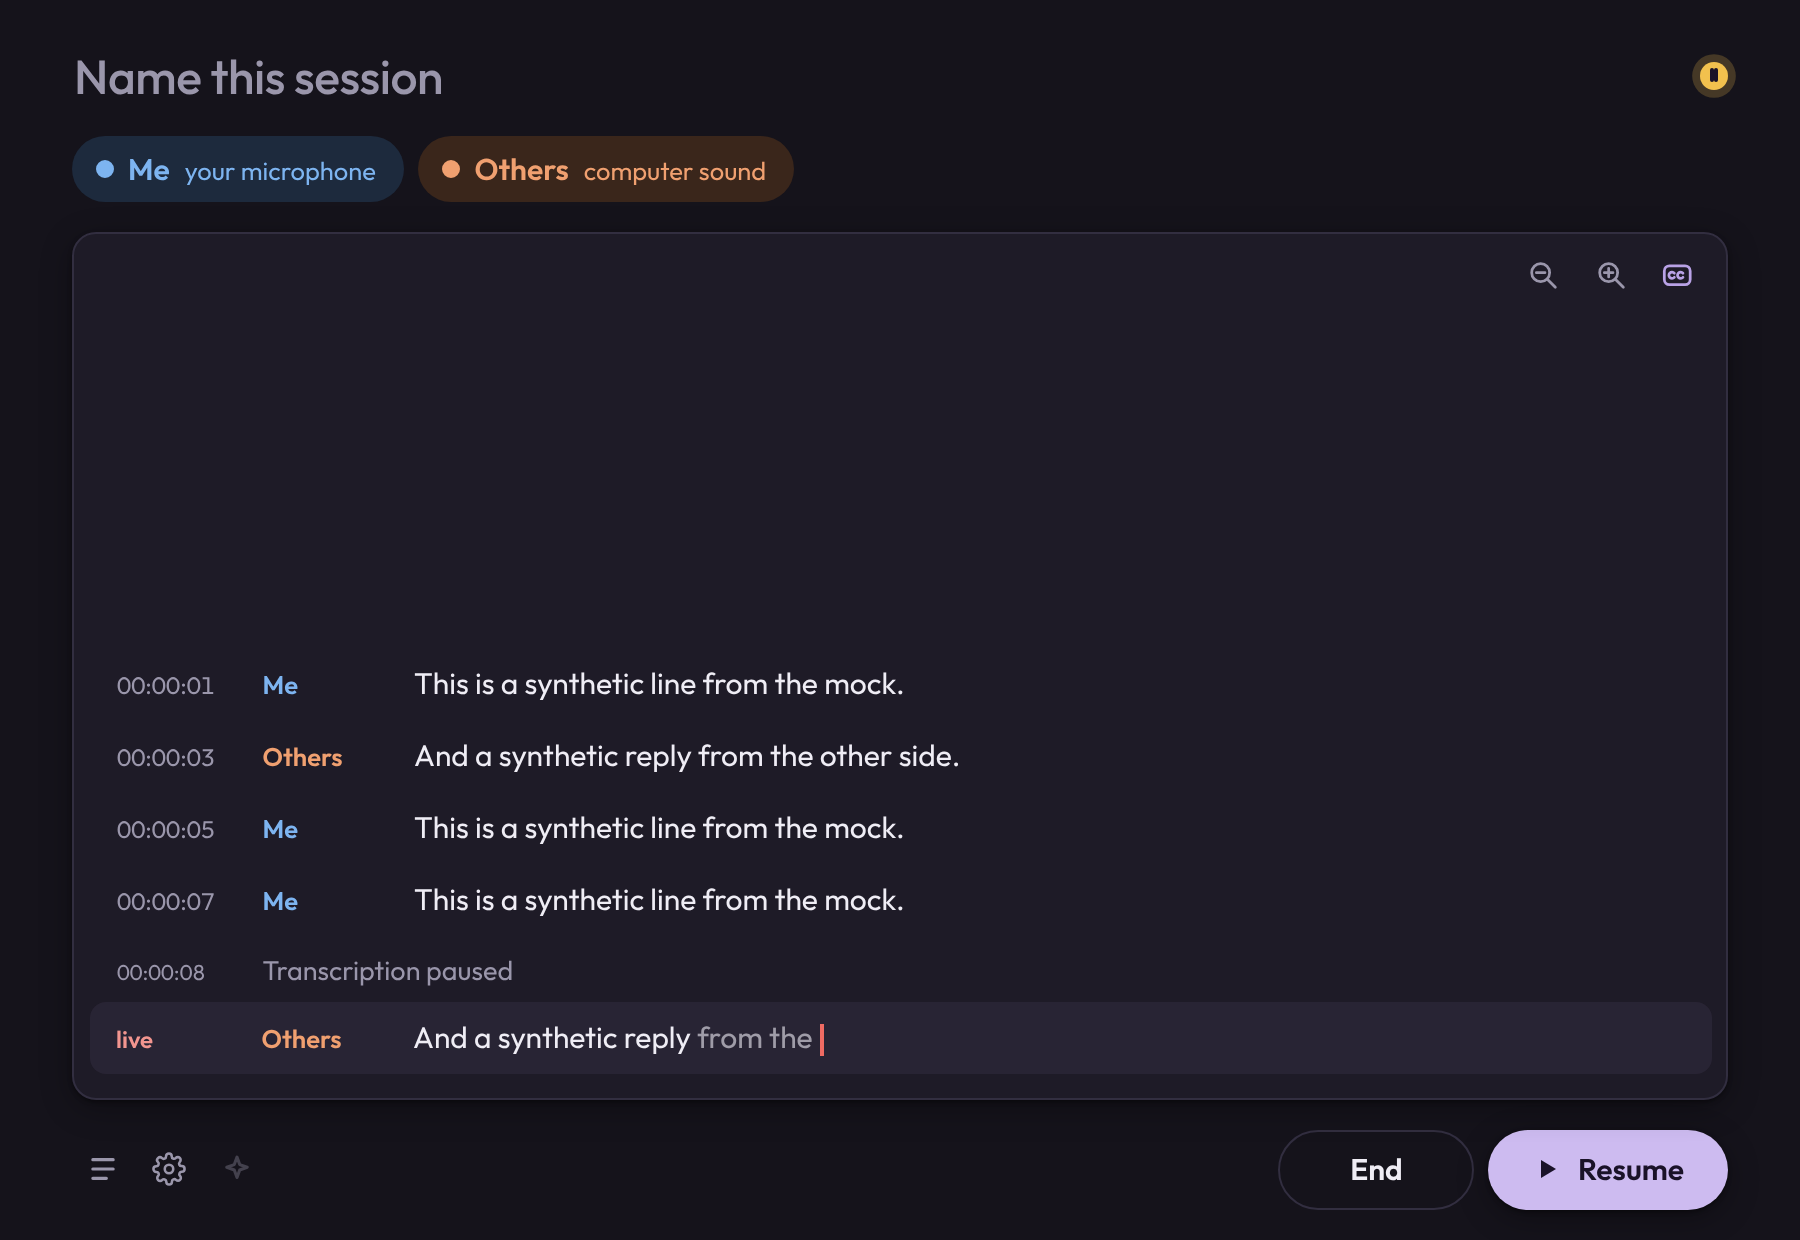 Name this session
Me your microphone
Others computer sound
CC
00:00:01 Me This is a synthetic line from the mock.
00:00:03 Others And a synthetic reply from the other side.
00:00:05 Me This is a synthetic line from the mock.
00:00:07 Me This is a synthetic line from the mock.
00:00:08 Transcription paused
live Others And a synthetic reply from the
End
Resume